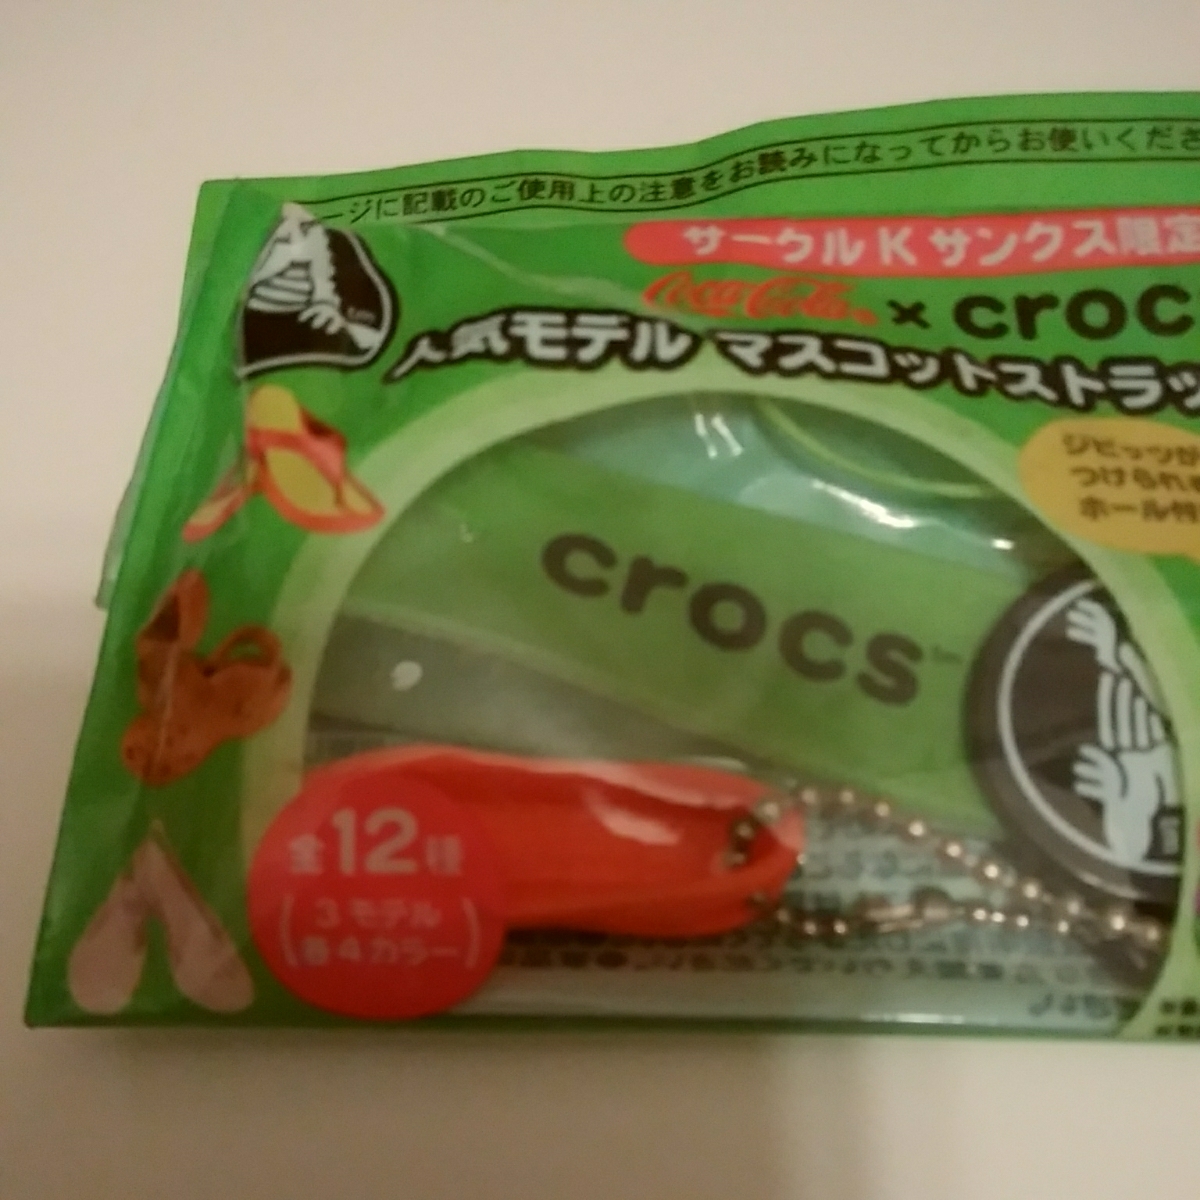 ージに記載のご使用上の注意をお読みになってからお使いくださ
サークルKサンクス限定
Coca-Cola® × crocs
人気モデル マスコットストラッ
ジビッツが
つけられ
ホール付
crocs™
全12種
(3モデル
各4カラー)